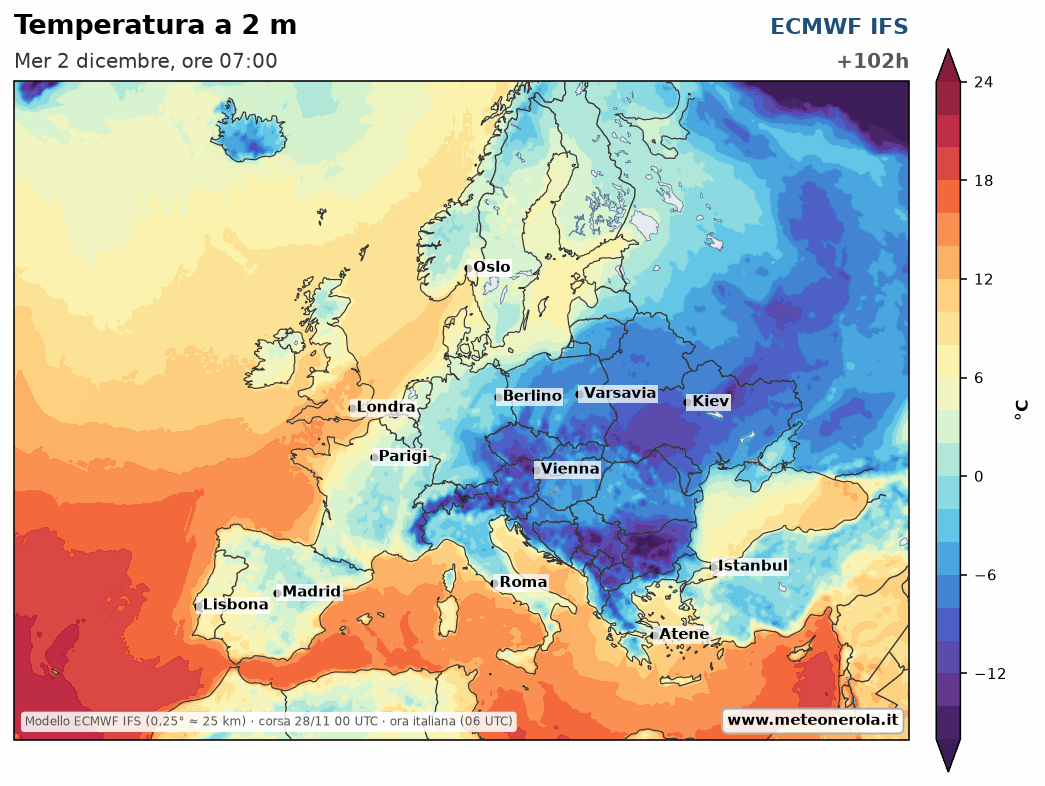 Temperatura a 2 m
ECMWF IFS
Mer 2 dicembre, ore 07:00
+102h
24
18
12
6
0
−6
−12
°C
Oslo
Londra
Berlino
Varsavia
Kiev
Parigi
Vienna
Istanbul
Roma
Madrid
Lisbona
Atene
Modello ECMWF IFS (0,25° ≈ 25 km) · corsa 28/11 00 UTC · ora italiana (06 UTC)
www.meteonerola.it